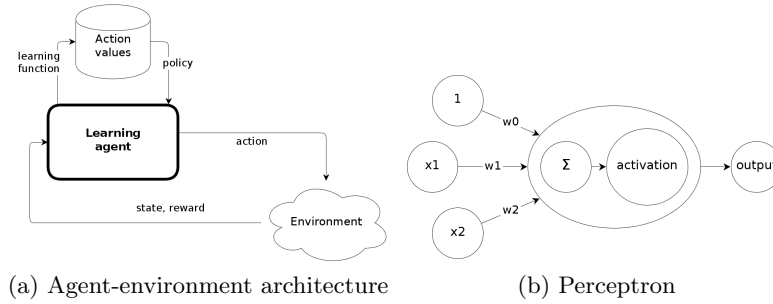 Action
values
learning
function
policy
Learning
agent
action
state, reward
Environment
(a) Agent-environment architecture
1
w0
x1
w1
Σ
activation
output
x2
w2
(b) Perceptron